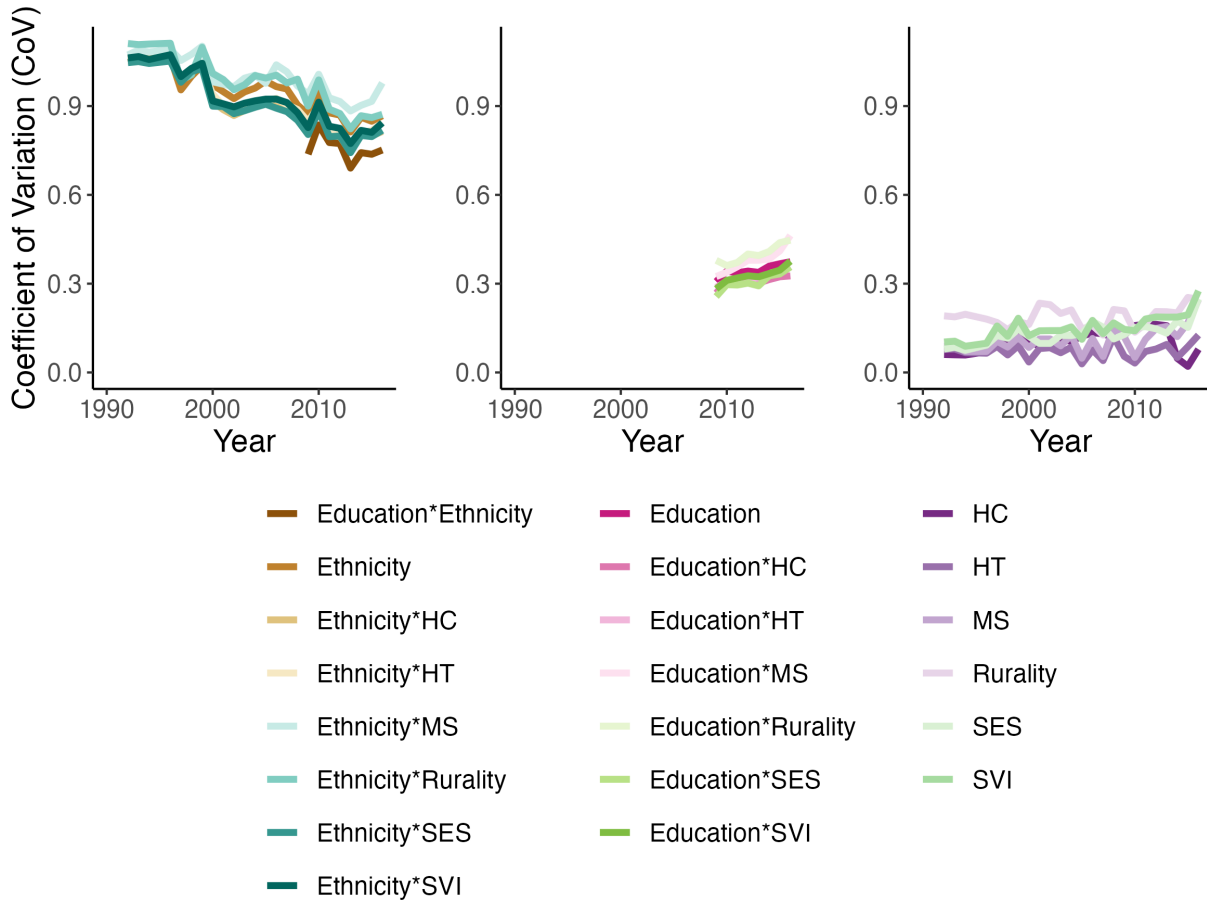 Coefficient of Variation (CoV)
0.9
0.6
0.3
0.0
1990 2000 2010
Year
0.9
0.6
0.3
0.0
1990 2000 2010
Year
0.9
0.6
0.3
0.0
1990 2000 2010
Year
Education*Ethnicity
Ethnicity
Ethnicity*HC
Ethnicity*HT
Ethnicity*MS
Ethnicity*Rurality
Ethnicity*SES
Ethnicity*SVI
Education
Education*HC
Education*HT
Education*MS
Education*Rurality
Education*SES
Education*SVI
HC
HT
MS
Rurality
SES
SVI